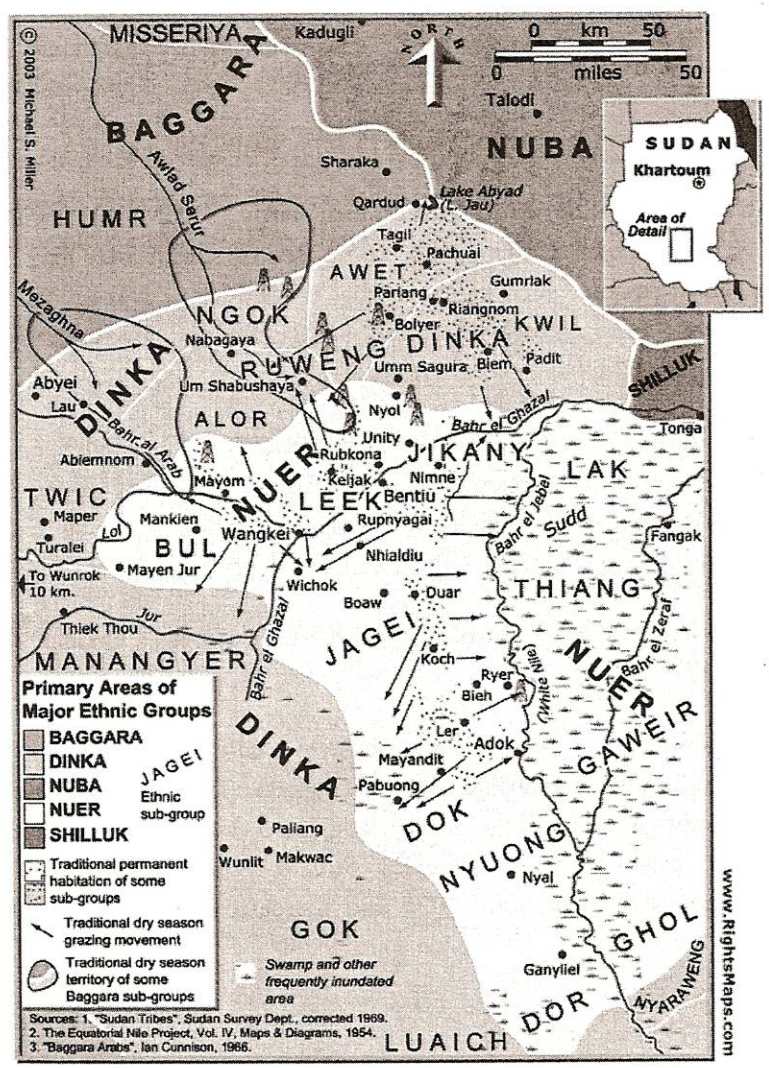 © 2003 Michael S. Miller
MISSERIYA
Kadugli
NORTH
0 km 50
0 miles 50
BAGGARA
Talodi
NUBA
SUDAN
Khartoum
Area of
Detail
Awlad Serur
Sharaka
Qardud
Lake Abyad
(L. Jau)
HUMR
Tagil
Pachuai
AWET
Gumriak
Mezaghna
Pariang
Riangnom
NGOK
Bolyer
KWIL
Nabagaya
RUWENG DINKA
DINKA
Um Shabushaya
Umm Sagura
Biem
Padit
SHILLUK
Abyei
Lau
Nyol
ALOR
Bahr el Ghazal
Tonga
Bahr al Arab
Unity
JIKANY
Abiemnom
NUER
Rubkona
LAK
Mayom
Keljak
Nimne
TWIC
LEEK
Bentiu
Bahr el Jebel
Sudd
Maper
Lol
Mankien
Wangkei
Rupnyagai
Fangak
Turalei
BUL
Nhialdiu
To Wunrok
10 km.
Mayen Jur
Wichok
THIANG
Boaw
Duar
Thiek Thou
Jur
JAGEI
Bahr el Ghazal
NUER
Bahr el Zeraf
MANANGYER
Koch
Ryer
Bieh
(White Nile)
GAWEIR
DINKA
Ler
Adok
Mayandit
Pabuong
DOK
Paliang
Wunlit
Makwac
NYUONG
Nyal
GOK
GHOL
Ganyliel
NYARAWENG
DOR
LUAICH
Primary Areas of
Major Ethnic Groups
BAGGARA
DINKA
NUBA
NUER
SHILLUK
JAGEI
Ethnic
sub-group
Traditional permanent
habitation of some
sub-groups
Traditional dry season
grazing movement
Traditional dry season
territory of some
Baggara sub-groups
Swamp and other
frequently inundated
area
Sources: 1. "Sudan Tribes", Sudan Survey Dept., corrected 1969.
2. The Equatorial Nile Project, Vol. IV, Maps & Diagrams, 1954.
3. "Baggara Arabs", Ian Cunnison, 1966.
www.RightsMaps.com